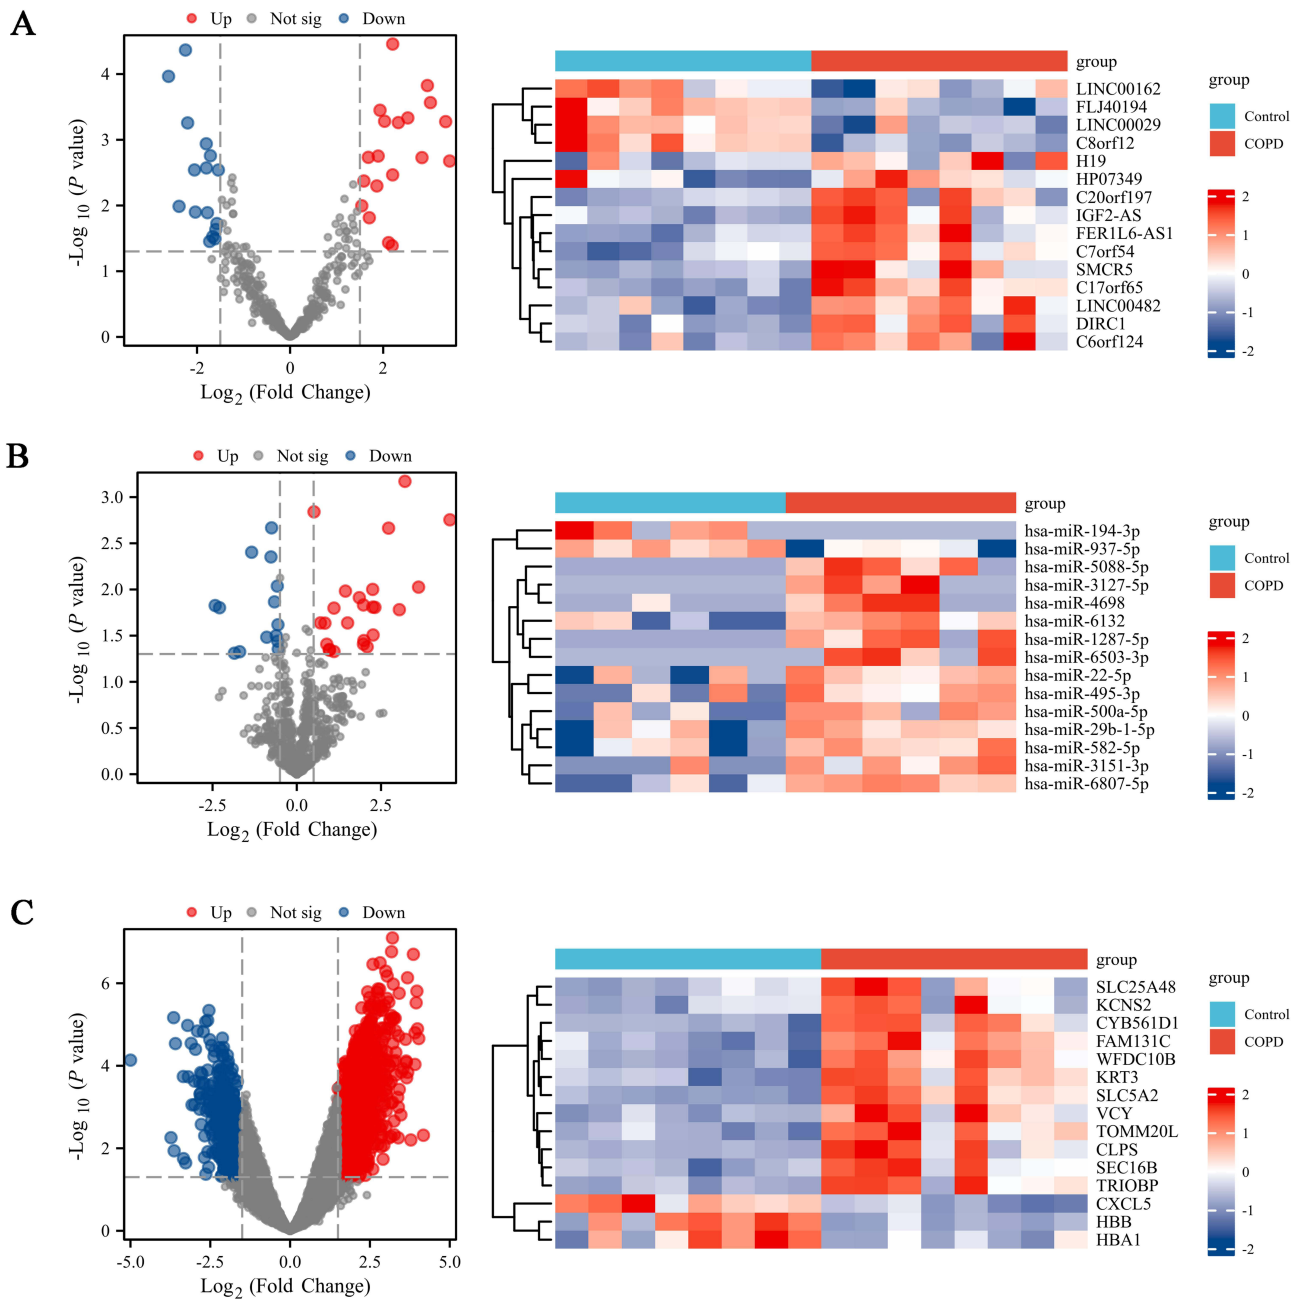 A
Up Not sig Down
4
3
2
1
0
-2 0 2
-Log 10 (P value)
Log2 (Fold Change)
group
LINC00162
FLJ40194
LINC00029
C8orf12
H19
HP07349
C20orf197
IGF2-AS
FER1L6-AS1
C7orf54
SMCR5
C17orf65
LINC00482
DIRC1
C6orf124
group
Control
COPD
2
1
0
-1
-2
B
Up Not sig Down
3.0
2.5
2.0
1.5
1.0
0.5
0.0
-2.5 0.0 2.5
-Log 10 (P value)
Log2 (Fold Change)
group
hsa-miR-194-3p
hsa-miR-937-5p
hsa-miR-5088-5p
hsa-miR-3127-5p
hsa-miR-4698
hsa-miR-6132
hsa-miR-1287-5p
hsa-miR-6503-3p
hsa-miR-22-5p
hsa-miR-495-3p
hsa-miR-500a-5p
hsa-miR-29b-1-5p
hsa-miR-582-5p
hsa-miR-3151-3p
hsa-miR-6807-5p
group
Control
COPD
2
1
0
-1
-2
C
Up Not sig Down
6
4
2
0
-5.0 -2.5 0.0 2.5 5.0
-Log 10 (P value)
Log2 (Fold Change)
group
SLC25A48
KCNS2
CYB561D1
FAM131C
WFDC10B
KRT3
SLC5A2
VCY
TOMM20L
CLPS
SEC16B
TRIOBP
CXCL5
HBB
HBA1
group
Control
COPD
2
1
0
-1
-2